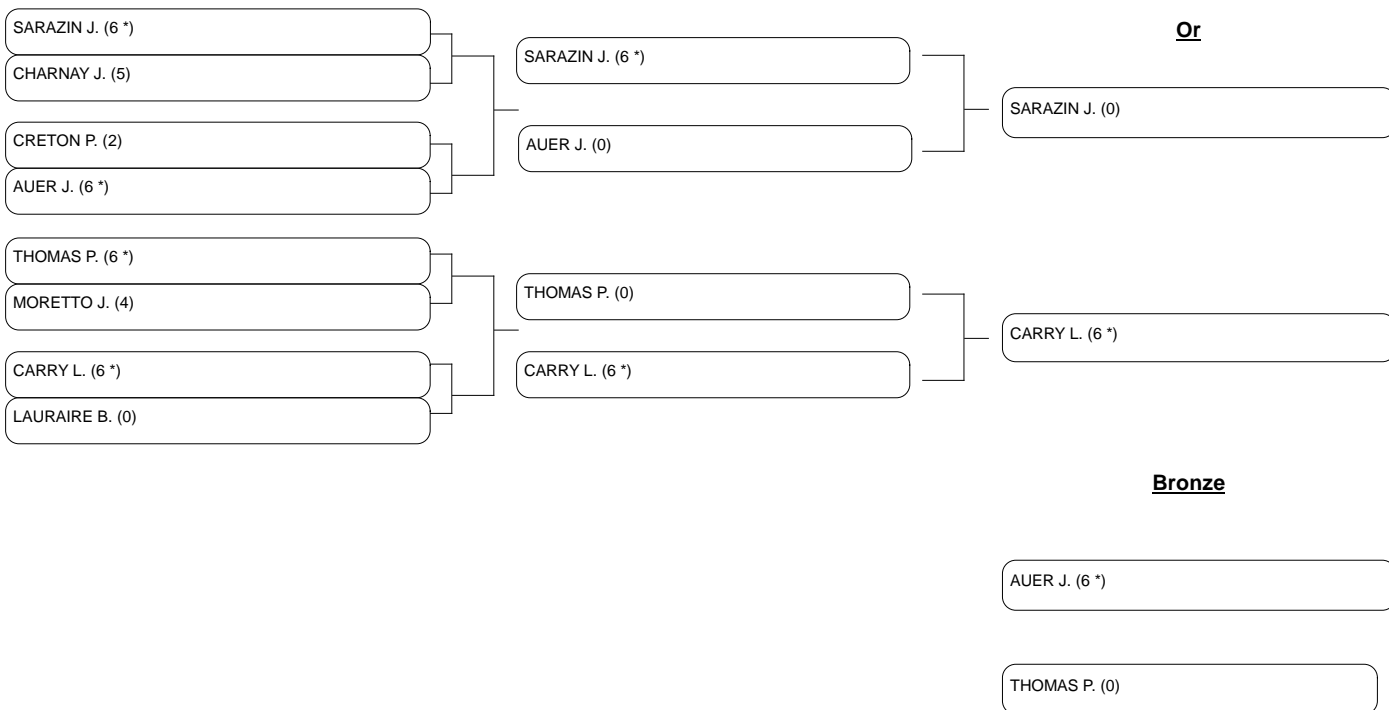 SARAZIN J. (6 *)
CHARNAY J. (5)
CRETON P. (2)
AUER J. (6 *)
THOMAS P. (6 *)
MORETTO J. (4)
CARRY L. (6 *)
LAURAIRE B. (0)
SARAZIN J. (6 *)
AUER J. (0)
THOMAS P. (0)
CARRY L. (6 *)
Or
SARAZIN J. (0)
CARRY L. (6 *)
Bronze
AUER J. (6 *)
THOMAS P. (0)